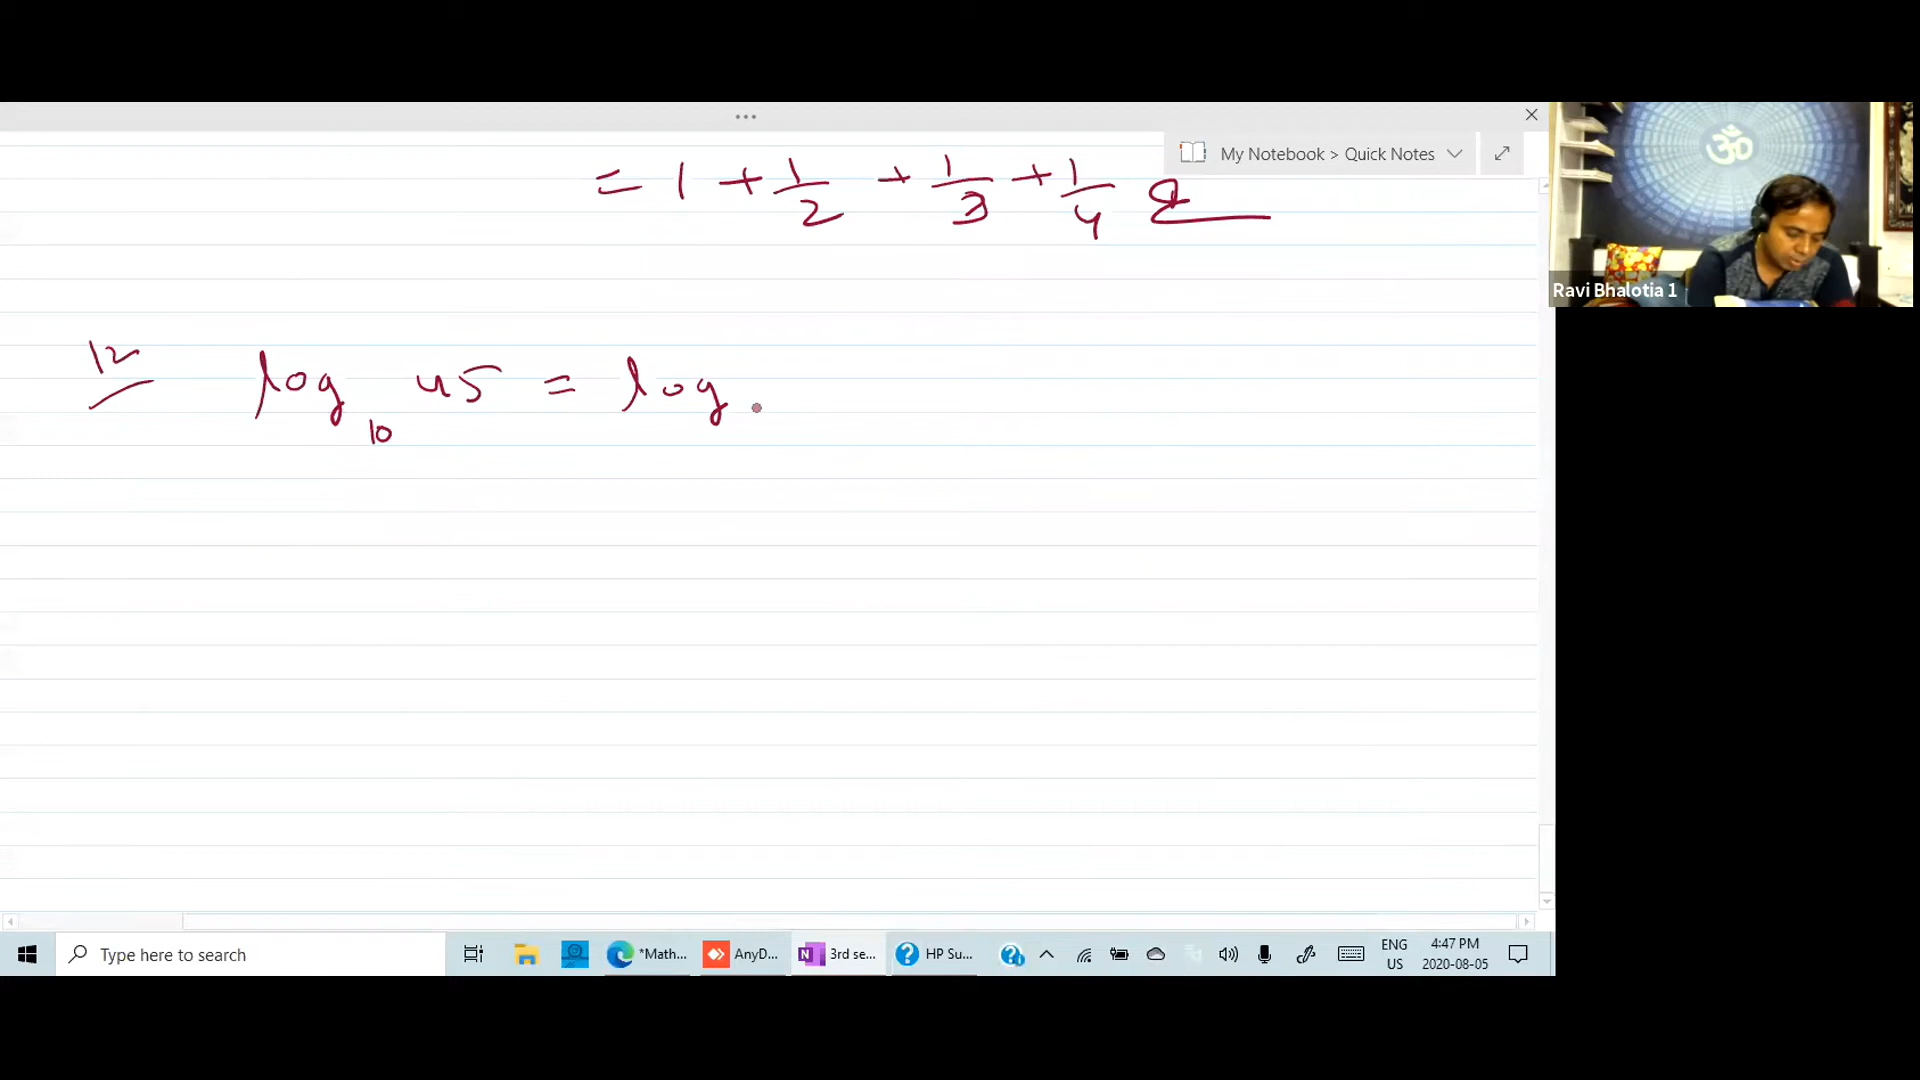 My Notebook > Quick Notes
= 1 + 1/2 + 1/3 + 1/4
Ravi Bhalotia 1
12 log₁₀ 45 = log
Type here to search
*Math...
AnyD...
3rd se...
HP Su...
ENG
US
4:47 PM
2020-08-05